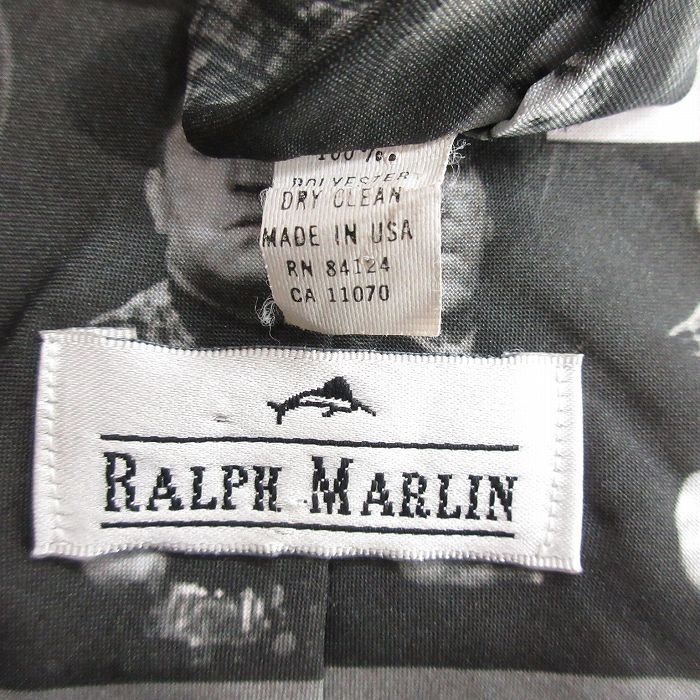 100%
POLYESTER
DRY CLEAN
MADE IN USA
RN 84124
CA 11070
RALPH MARLIN